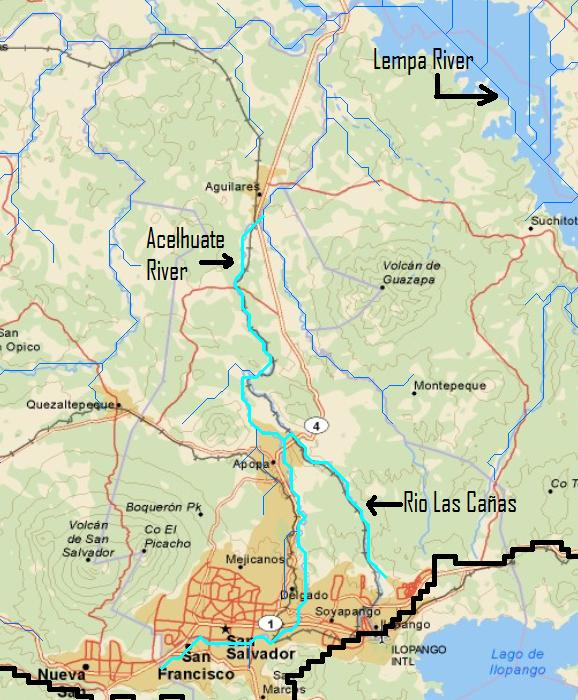 Lempa River
Aguilares
Suchitot
Acelhuate
River
Volcán de
Guazapa
San
Opico
Montepeque
Quezaltepeque
4
Apopa
Co T
Boquerón Pk
Rio Las Cañas
Volcán
de San
Salvador
Co El
Picacho
Mejicanos
Delgado
Soyapango
1
San
Salvador
ILOPANGO
INTL
Lago de
Ilopango
San
Francisco
Nueva
Sa
Marcos